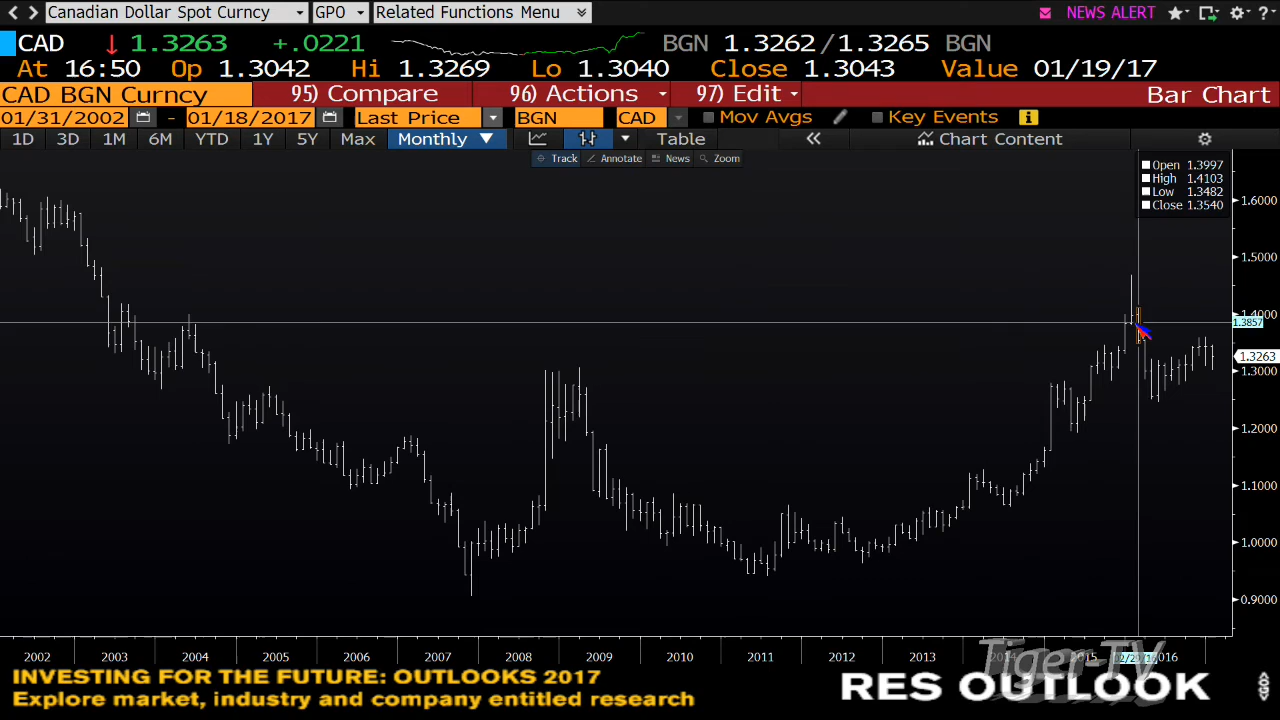 Canadian Dollar Spot Curncy GPO Related Functions Menu NEWS ALERT ?
CAD ↓ 1.3263 +.0221 BGN 1.3262/1.3265 BGN
At 16:50 Op 1.3042 Hi 1.3269 Lo 1.3040 Close 1.3043 Value 01/19/17
CAD BGN Curncy 95) Compare 96) Actions 97) Edit Bar Chart
01/31/2002 - 01/18/2017 Last Price BGN CAD Mov Avgs Key Events i
1D 3D 1M 6M YTD 1Y 5Y Max Monthly ▼ Table « Chart Content
Track Annotate News Zoom
Open 1.3997
High 1.4103
Low 1.3482
Close 1.3540
1.6000
1.5000
1.4000
1.3857
1.3263
1.3000
1.2000
1.1000
1.0000
0.9000
2002 2003 2004 2005 2006 2007 2008 2009 2010 2011 2012 2013 2014 2015 2016
Tiger-TV
INVESTING FOR THE FUTURE: OUTLOOKS 2017
Explore market, industry and company entitled research
RES OUTLOOK